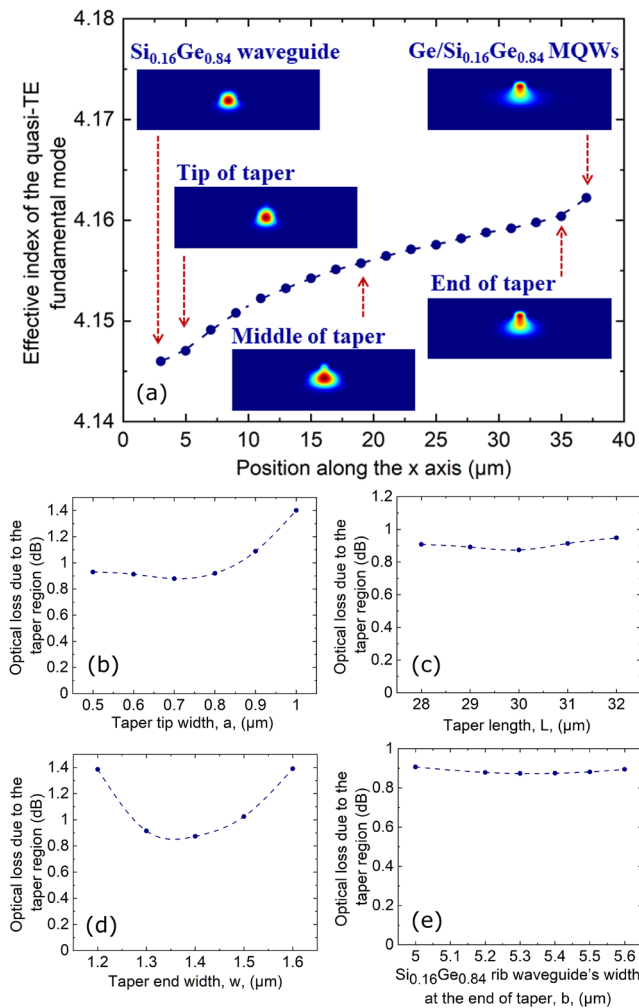 4.18
4.17
4.16
4.15
4.14
Effective index of the quasi-TE
fundamental mode
Si0.16Ge0.84 waveguide
Ge/Si0.16Ge0.84 MQWs
Tip of taper
End of taper
Middle of taper
(a)
0 5 10 15 20 25 30 35 40
Position along the x axis (μm)
1.4
1.2
1
0.8
0.6
0.4
0.2
0
Optical loss due to the
taper region (dB)
(b)
0.5 0.6 0.7 0.8 0.9 1
Taper tip width, a, (μm)
1.2
1
0.8
0.6
0.4
0.2
0
Optical loss due to the
taper region (dB)
(c)
28 29 30 31 32
Taper length, L, (μm)
1.4
1.2
1
0.8
0.6
0.4
0.2
0
Optical loss due to the
taper region (dB)
(d)
1.2 1.3 1.4 1.5 1.6
Taper end width, w, (μm)
1
0.8
0.6
0.4
0.2
0
Optical loss due to the
taper region (dB)
(e)
5 5.1 5.2 5.3 5.4 5.5 5.6
Si0.16Ge0.84 rib waveguide's width
at the end of taper, b, (μm)